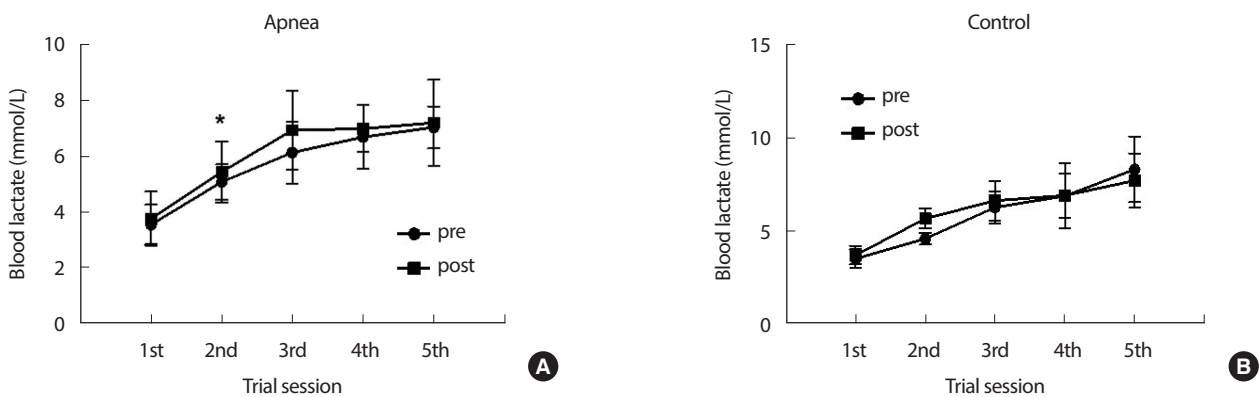 Apnea
Blood lactate (mmol/L)
10
8
6
4
2
0
*
pre
post
1st 2nd 3rd 4th 5th
Trial session
A
Control
Blood lactate (mmol/L)
15
10
5
0
pre
post
1st 2nd 3rd 4th 5th
Trial session
B